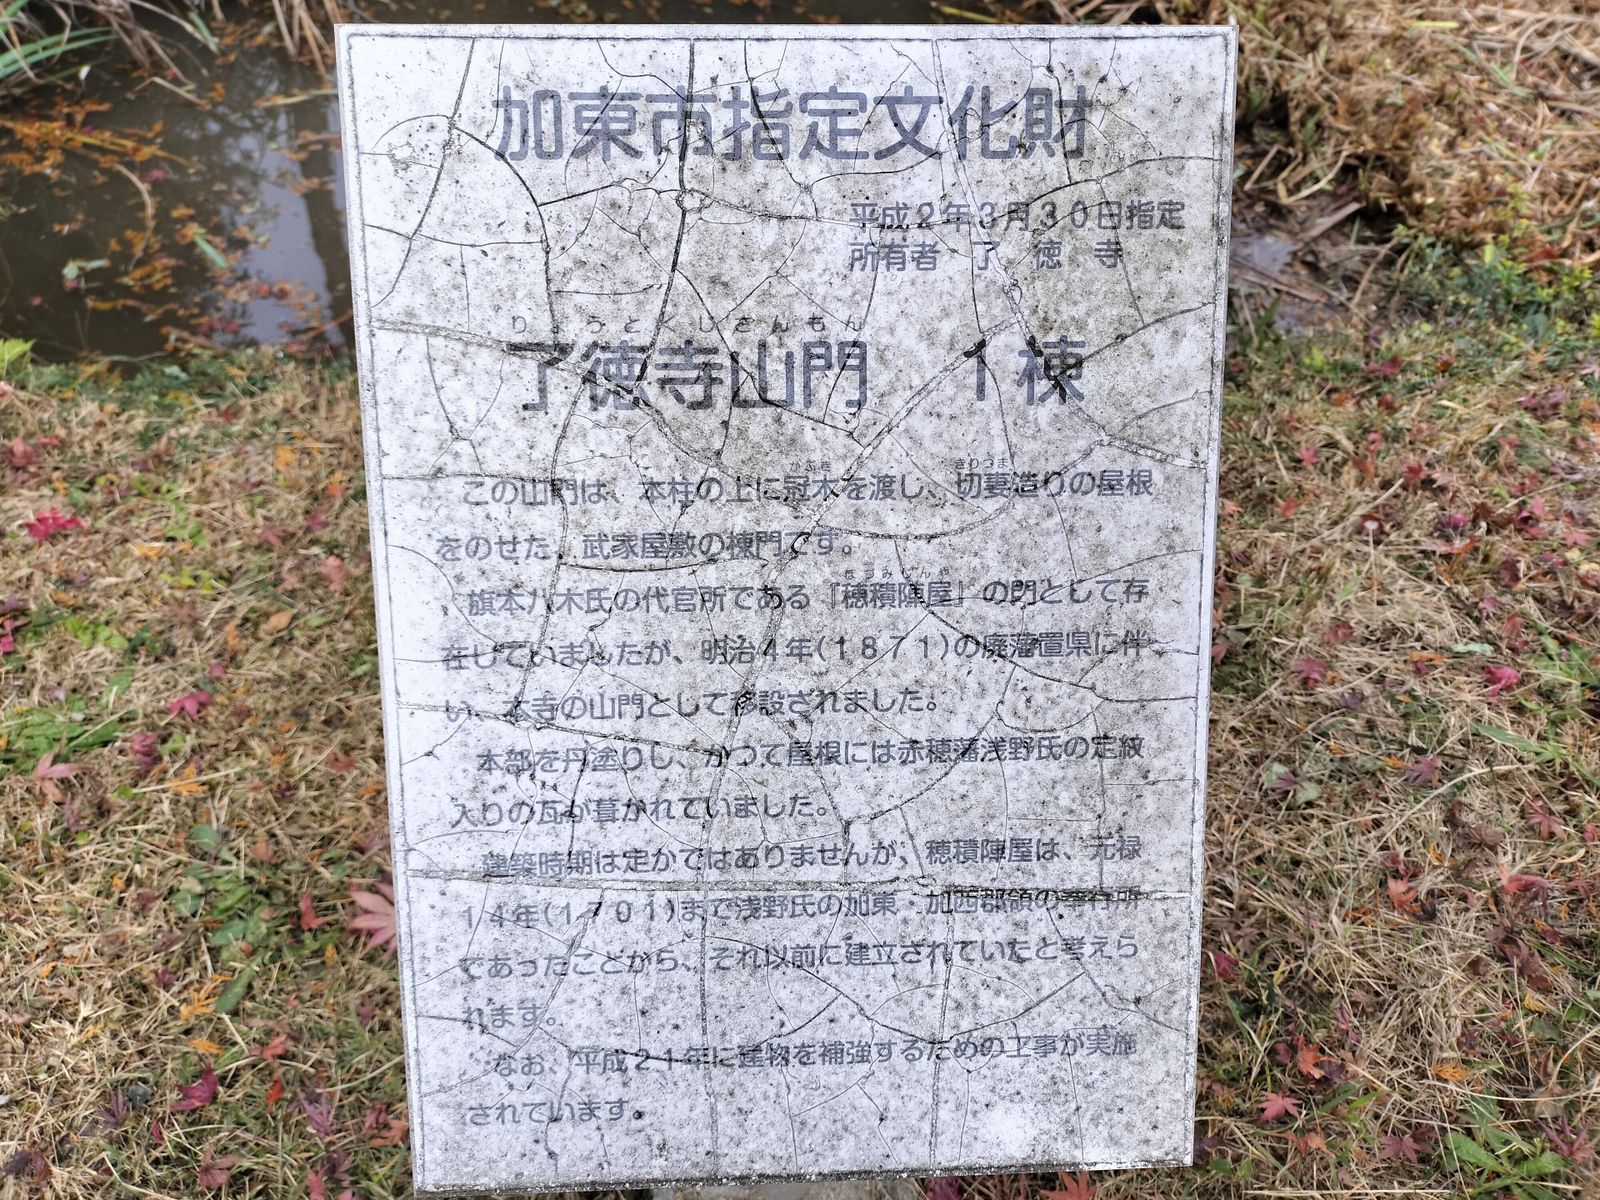 加東市指定文化財
平成2年3月30日指定
所有者 了徳寺
りょうとくじさんもん
了徳寺山門 1棟
かぶき きりづま
この山門は、本柱の上に冠木を渡し、切妻造りの屋根
をのせた、武家屋敷の棟門です。
ほづみじんや
旗本八木氏の代官所である「穂積陣屋」の門として存
在していましたが、明治4年(1871)の廃藩置県に伴
い、本寺の山門として移設されました。
本部を丹塗りし、かつて屋根には赤穂藩浅野氏の定紋
入りの瓦が葺かれていました。
建築時期は定かではありませんが、穂積陣屋は、元禄
14年(1701)まで浅野氏の加東・加西郡領の奉行所
であったことから、それ以前に建立されていたと考えら
れます。
なお、平成21年に建物を補強するための工事が実施
されています。